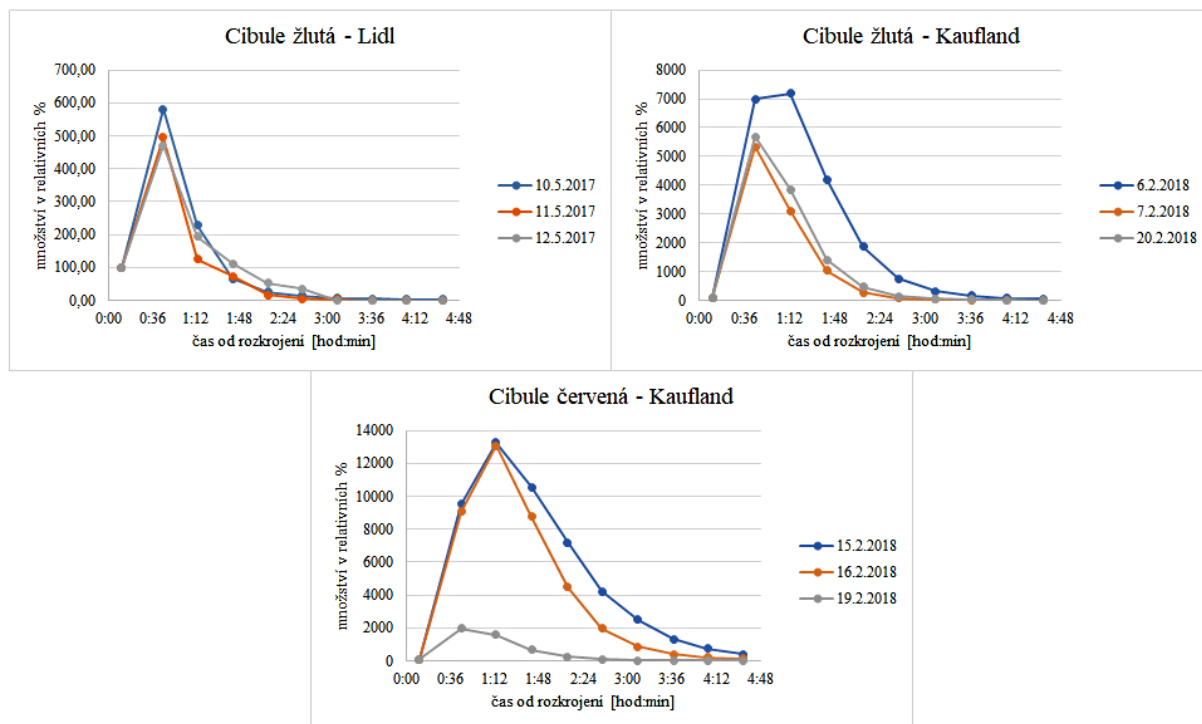 Cibule žlutá - Lidl
množství v relativních %
700,00
600,00
500,00
400,00
300,00
200,00
100,00
0,00
0:00 0:36 1:12 1:48 2:24 3:00 3:36 4:12 4:48
čas od rozkrojení [hod:min]
10.5.2017
11.5.2017
12.5.2017
Cibule žlutá - Kaufland
množství v relativních %
8000
7000
6000
5000
4000
3000
2000
1000
0
0:00 0:36 1:12 1:48 2:24 3:00 3:36 4:12 4:48
čas od rozkrojení [hod:min]
6.2.2018
7.2.2018
20.2.2018
Cibule červená - Kaufland
množství v relativních %
14000
12000
10000
8000
6000
4000
2000
0
0:00 0:36 1:12 1:48 2:24 3:00 3:36 4:12 4:48
čas od rozkrojení [hod:min]
15.2.2018
16.2.2018
19.2.2018